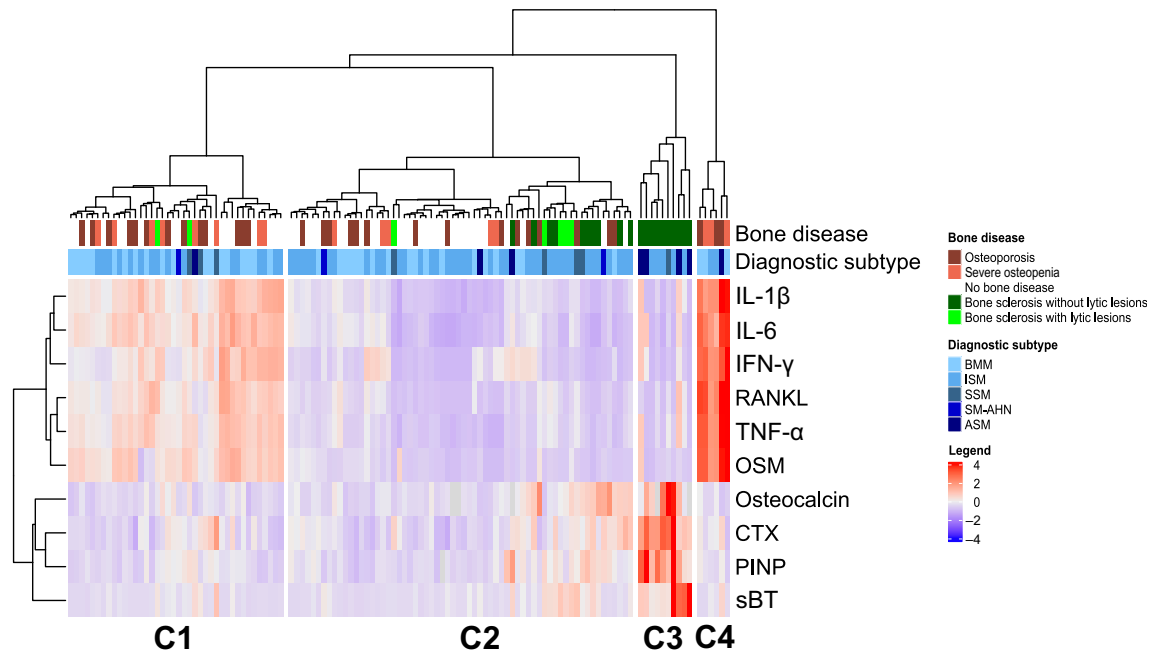 Bone disease
Diagnostic subtype
IL-1β
IL-6
IFN-γ
RANKL
TNF-α
OSM
Osteocalcin
CTX
PINP
sBT
C1 C2 C3 C4
Bone disease
Osteoporosis
Severe osteopenia
No bone disease
Bone sclerosis without lytic lesions
Bone sclerosis with lytic lesions
Diagnostic subtype
BMM
ISM
SSM
SM-AHN
ASM
Legend
4
2
0
−2
−4